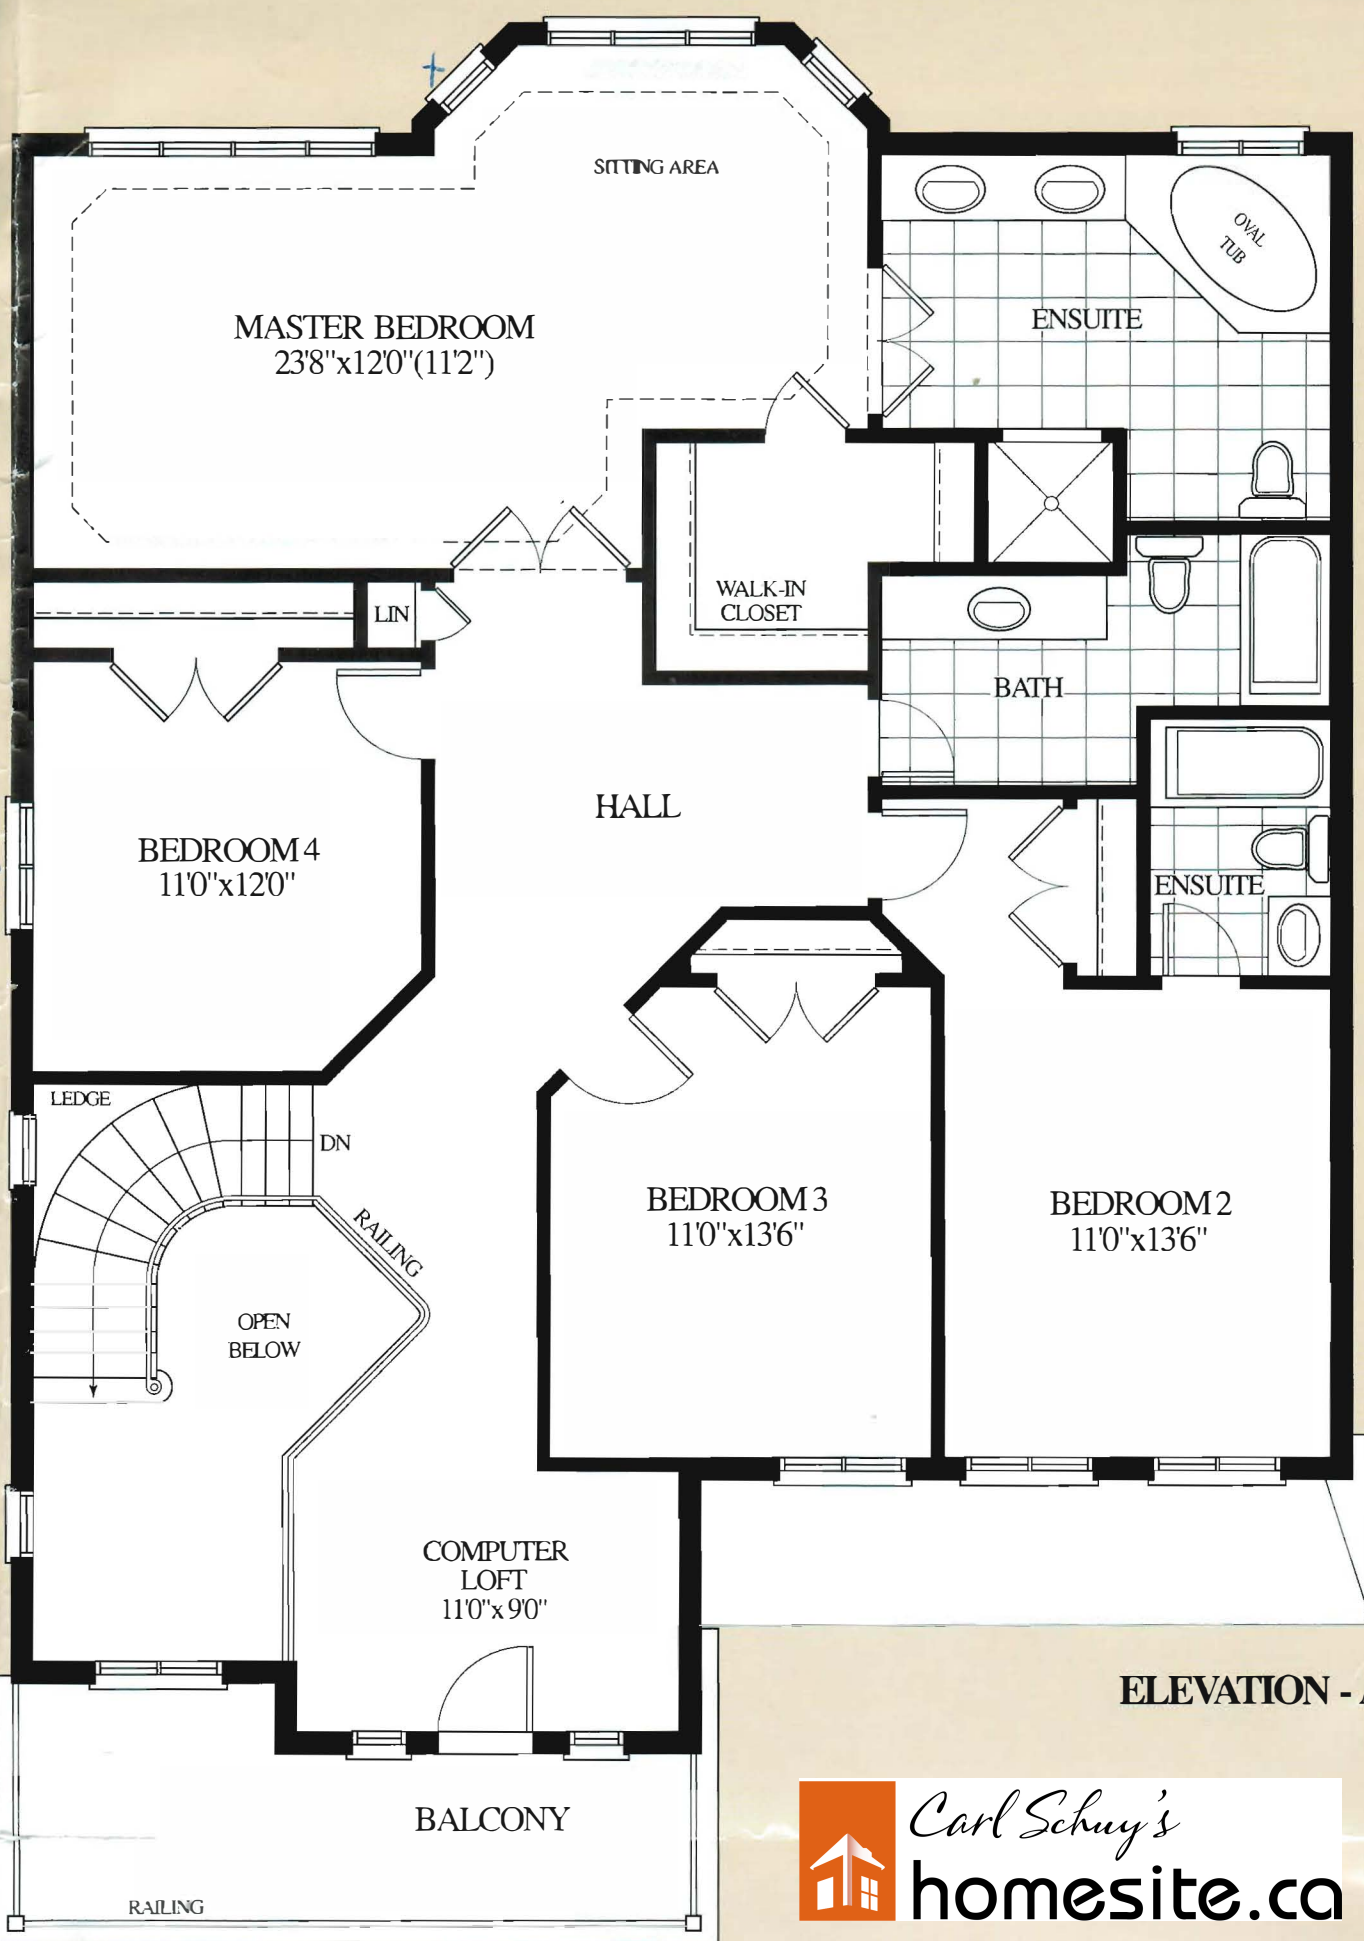 SITTING AREA
OVAL
TUB
MASTER BEDROOM
23'8"x12'0"(11'2")
ENSUITE
WALK-IN
CLOSET
LIN
BATH
HALL
BEDROOM 4
11'0"x12'0"
ENSUITE
LEDGE
DN
RAILING
BEDROOM 3
11'0"x13'6"
BEDROOM 2
11'0"x13'6"
OPEN
BELOW
COMPUTER
LOFT
11'0"x 9'0"
ELEVATION - A
BALCONY
RAILING
Carl Schuy's
homesite.ca